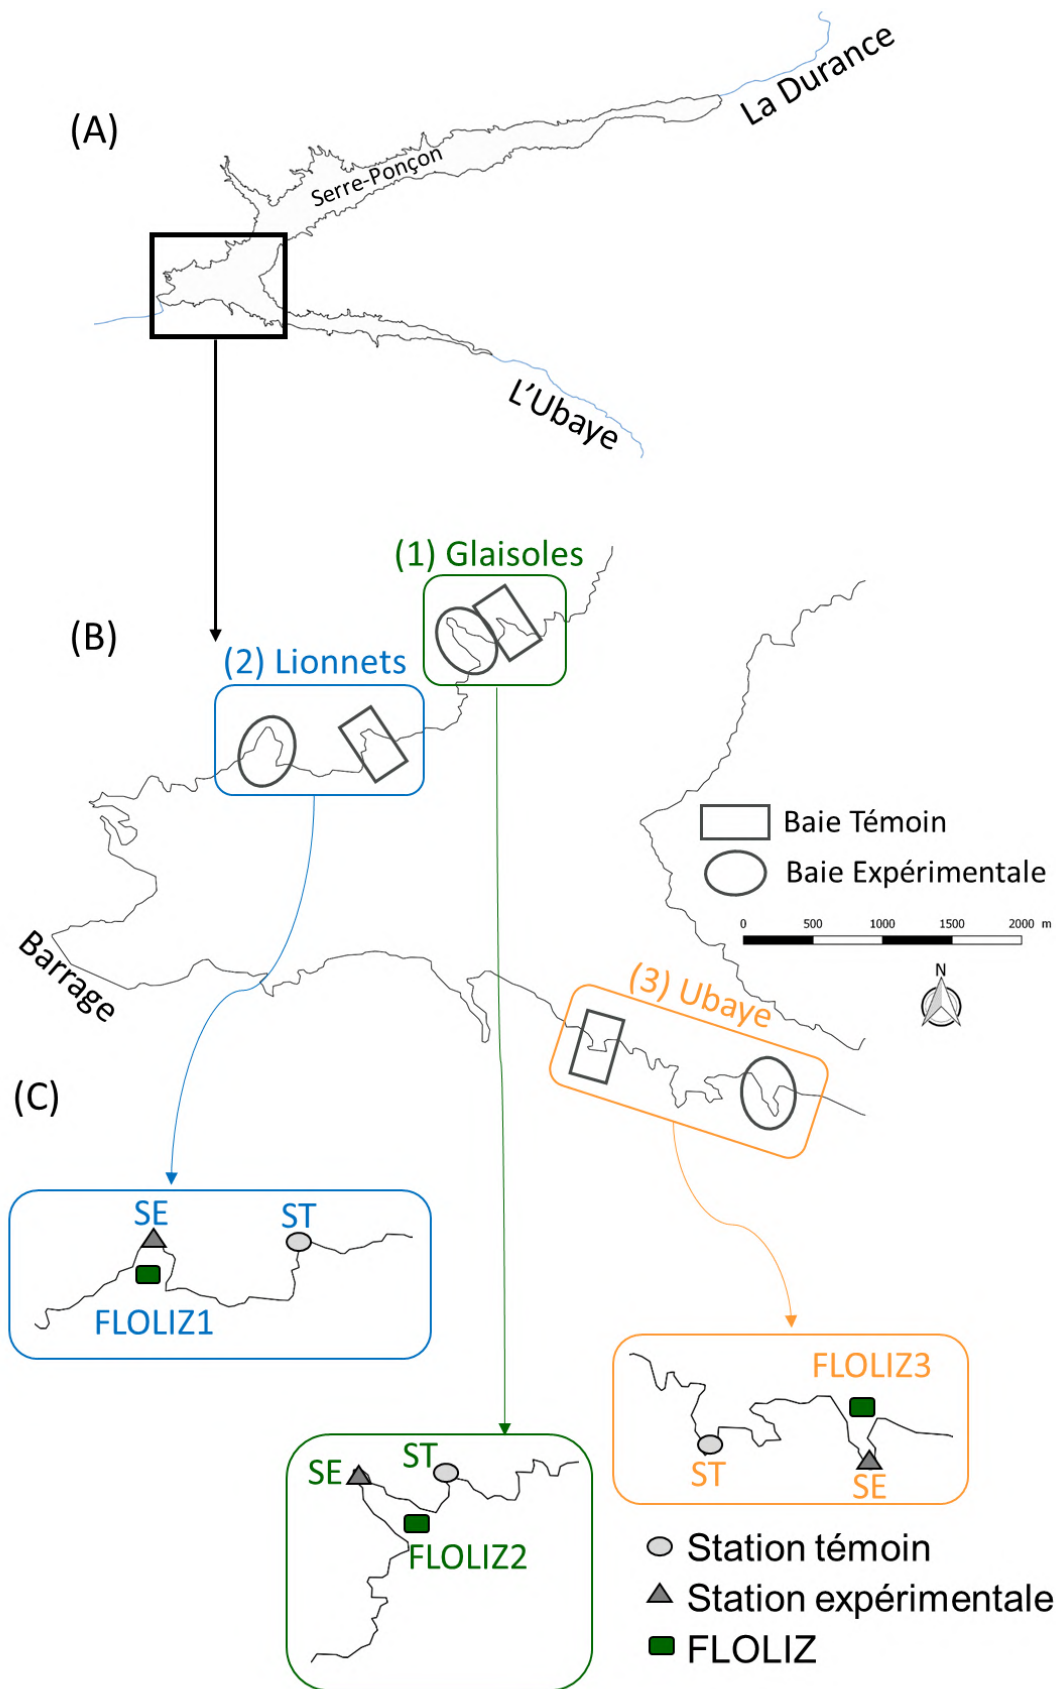 (A)
La Durance
Serre-Ponçon
L'Ubaye
(1) Glaisoles
(B)
(2) Lionnets
Baie Témoin
Baie Expérimentale
0 500 1000 1500 2000 m
N
Barrage
(3) Ubaye
(C)
SE
ST
FLOLIZ1
FLOLIZ3
ST
SE
SE
ST
FLOLIZ2
Station témoin
Station expérimentale
FLOLIZ